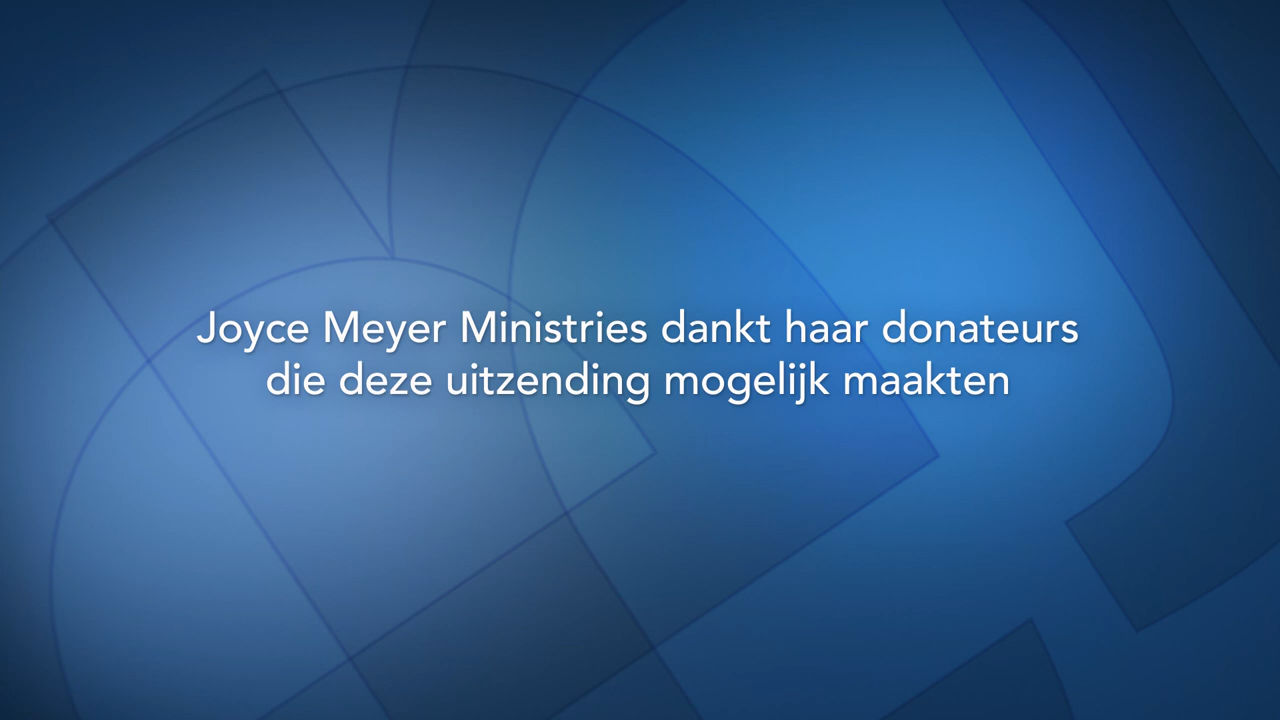 Joyce Meyer Ministries dankt haar donateurs
die deze uitzending mogelijk maakten